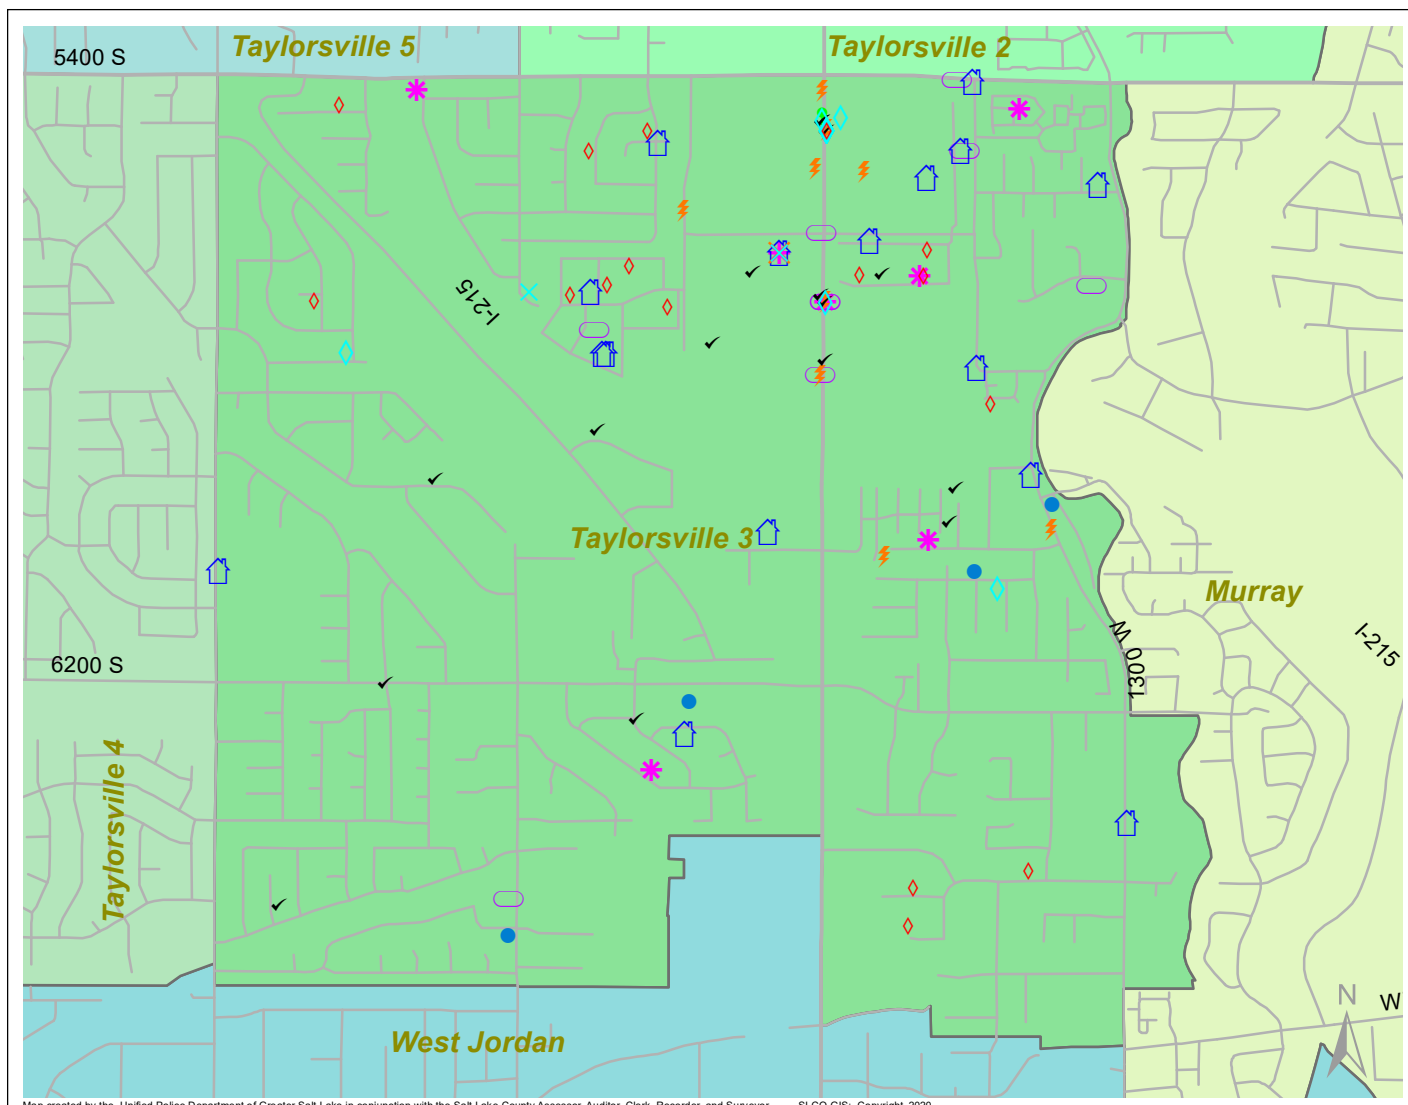 Taylorsville 5
Taylorsville 2
5400 S
I-215
Taylorsville 3
Murray
I-215
1300 W
6200 S
Taylorsville 4
N
W
West Jordan
Map created by the Unified Police Department of Greater Salt Lake in conjunction with the Salt Lake County Assessor, Auditor, Clerk, Recorder, and Surveyor. SLCO GIS: Copyright, 2020